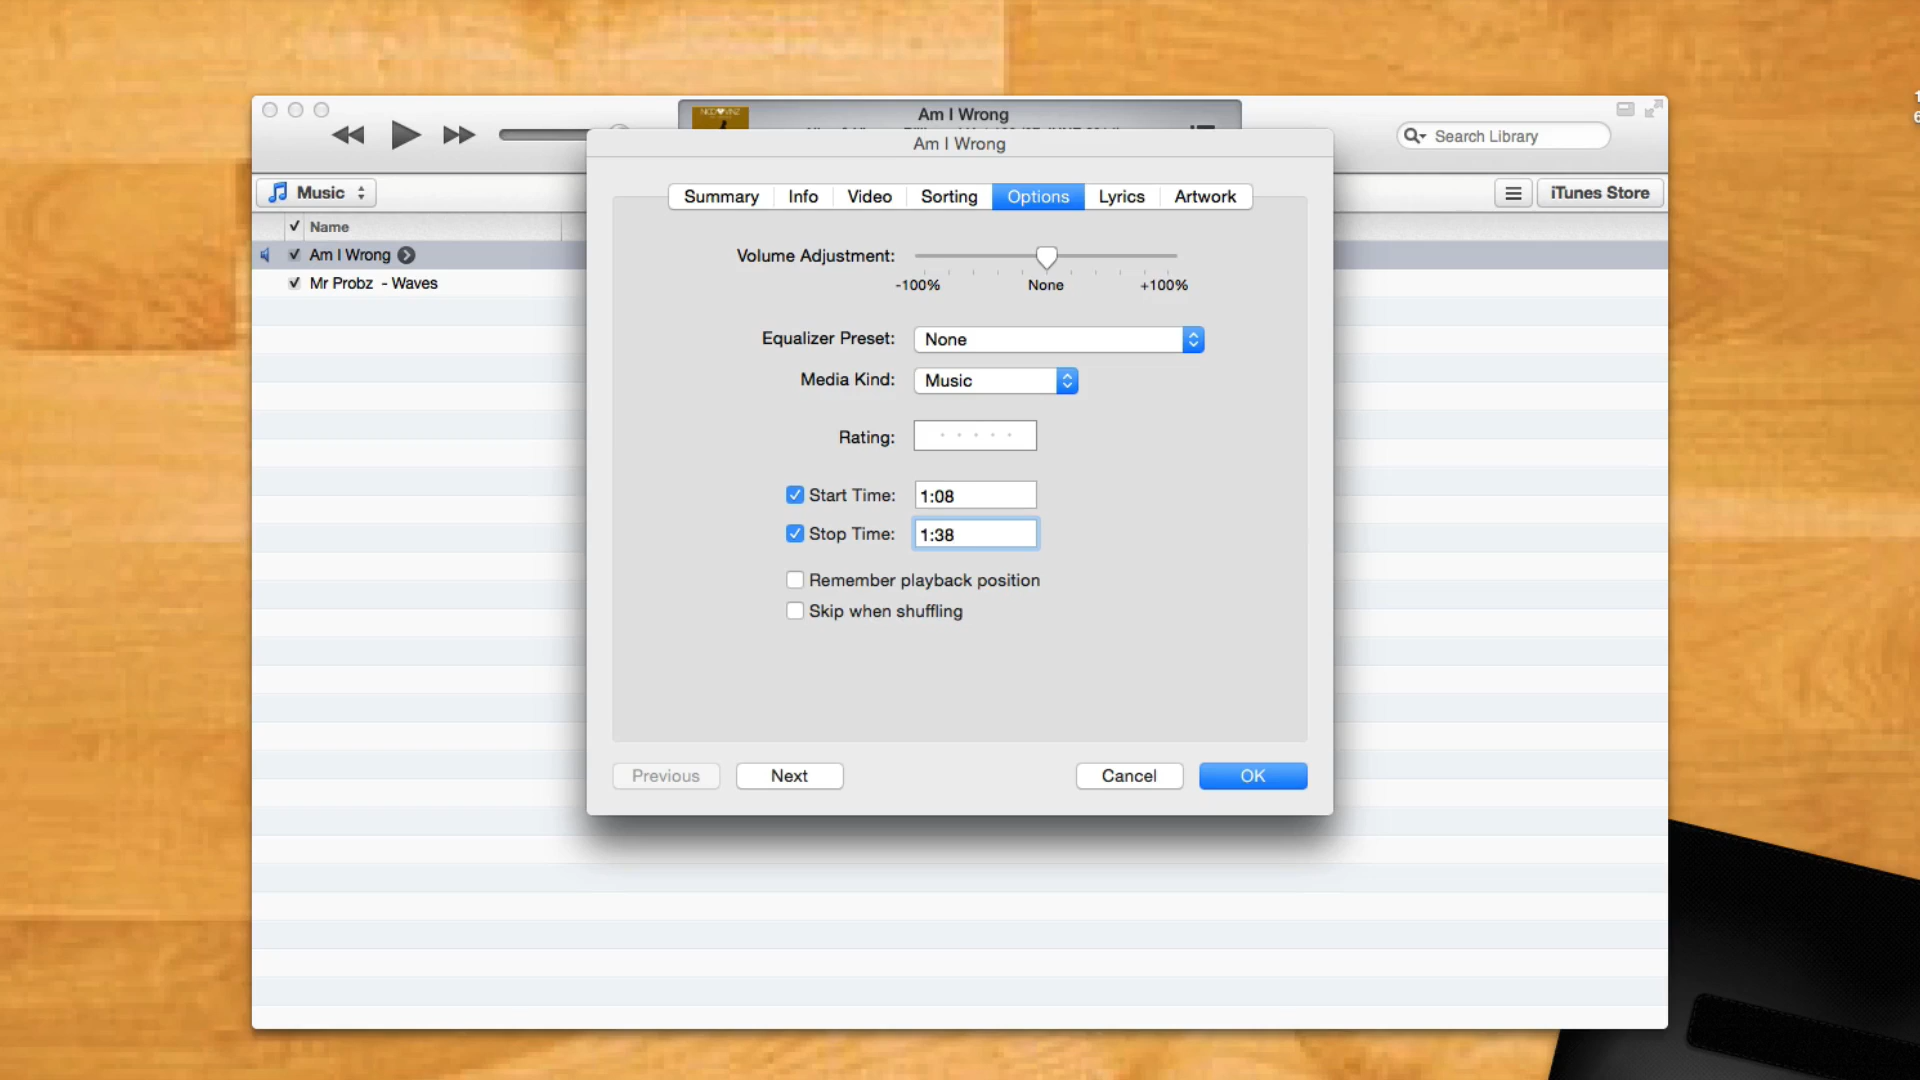 Am I Wrong
Search Library
Am I Wrong
Music
Summary Info Video Sorting Options Lyrics Artwork
iTunes Store
Name
Am I Wrong
Mr Probz - Waves
Volume Adjustment:
-100% None +100%
Equalizer Preset: None
Media Kind: Music
Rating:
Start Time: 1:08
Stop Time: 1:38
Remember playback position
Skip when shuffling
Previous Next Cancel OK